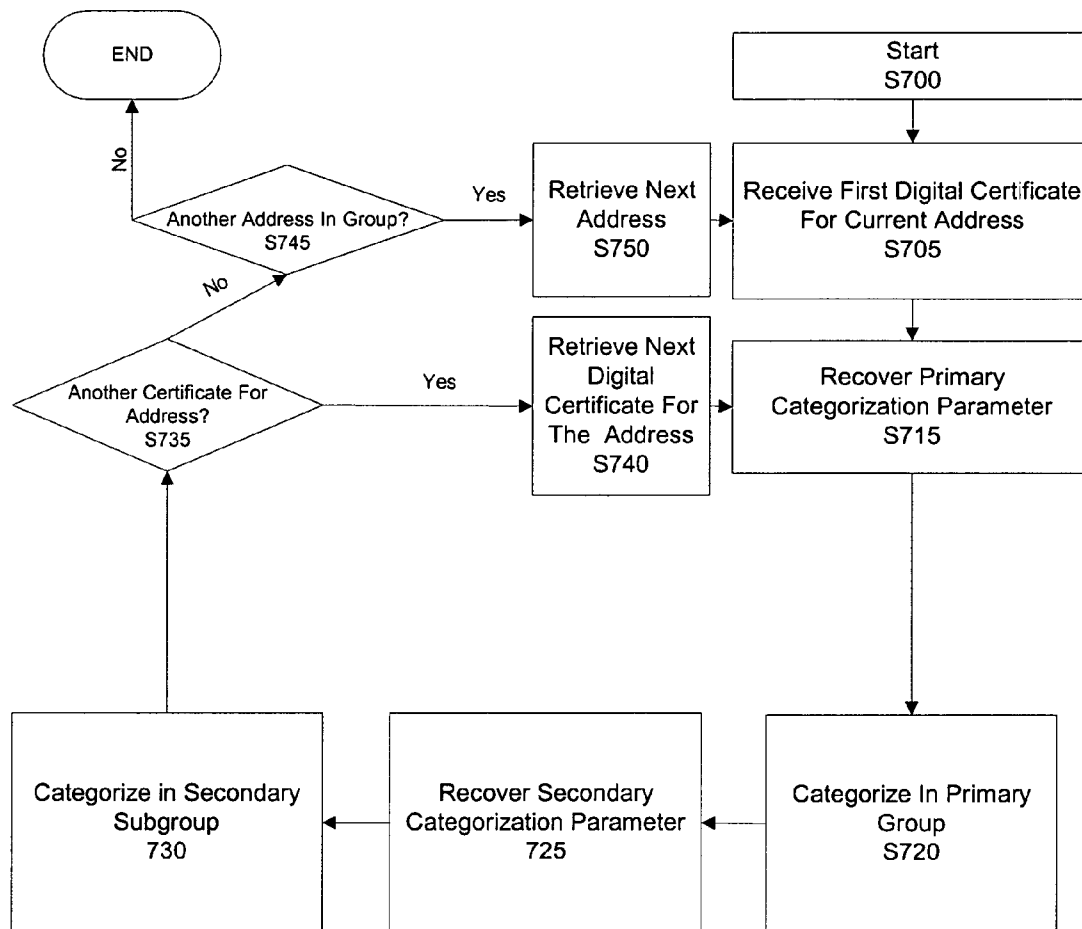 END
Start
S700
No
Another Address In Group?
S745
Yes
Retrieve Next
Address
S750
Receive First Digital Certificate
For Current Address
S705
No
Another Certificate For
Address?
S735
Yes
Retrieve Next
Digital
Certificate For
The Address
S740
Recover Primary
Categorization Parameter
S715
Categorize in Secondary
Subgroup
730
Recover Secondary
Categorization Parameter
725
Categorize In Primary
Group
S720